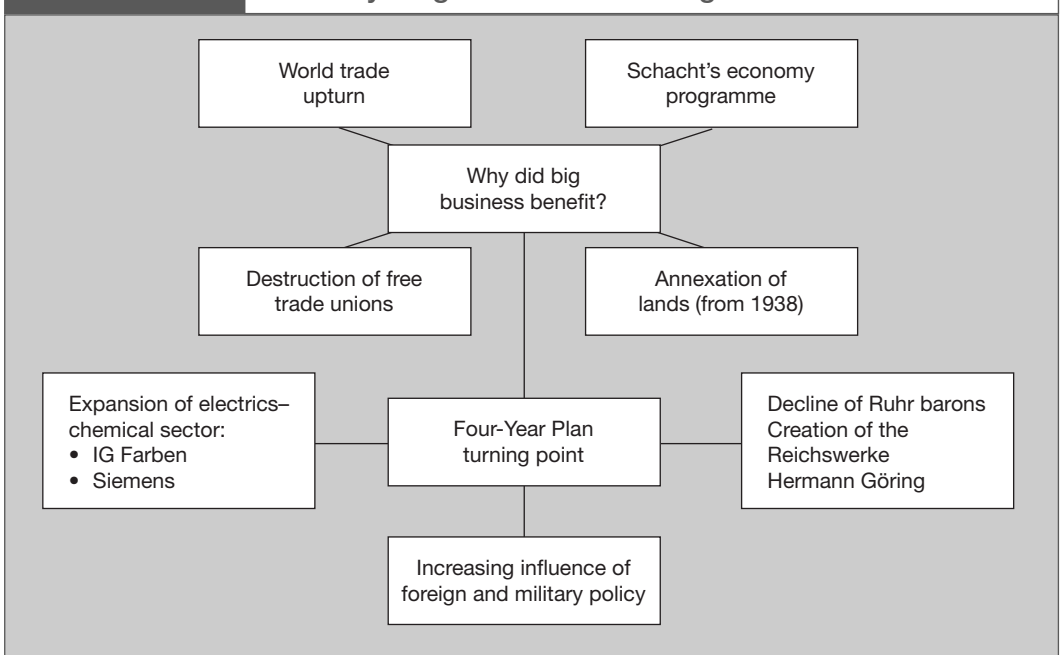 World trade
upturn
Schacht's economy
programme
Why did big
business benefit?
Destruction of free
trade unions
Annexation of
lands (from 1938)
Expansion of electrics–
chemical sector:
• IG Farben
• Siemens
Four-Year Plan
turning point
Decline of Ruhr barons
Creation of the
Reichswerke
Hermann Göring
Increasing influence of
foreign and military policy